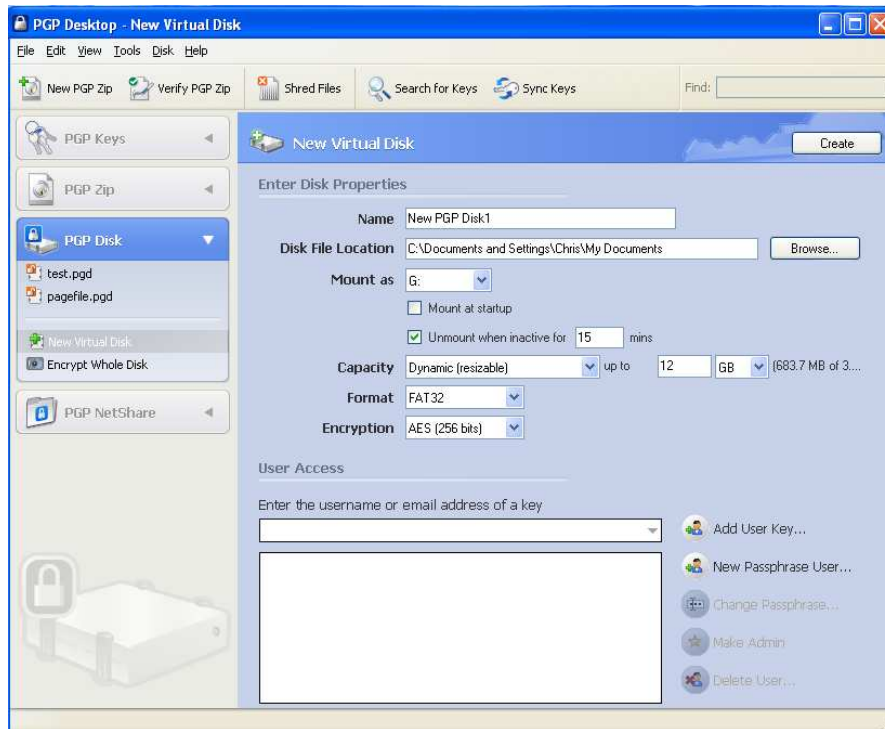 PGP Desktop - New Virtual Disk
File Edit View Tools Disk Help
New PGP Zip Verify PGP Zip Shred Files Search for Keys Sync Keys Find:
PGP Keys
PGP Zip
PGP Disk
test.pgd
pagefile.pgd
New Virtual Disk
Encrypt Whole Disk
PGP NetShare
New Virtual Disk
Create
Enter Disk Properties
Name New PGP Disk1
Disk File Location C:\Documents and Settings\Chris\My Documents Browse...
Mount as G:
Mount at startup
Unmount when inactive for 15 mins
Capacity Dynamic (resizable) up to 12 GB (683.7 MB of 3....
Format FAT32
Encryption AES (256 bits)
User Access
Enter the username or email address of a key
Add User Key...
New Passphrase User...
Change Passphrase...
Make Admin
Delete User...